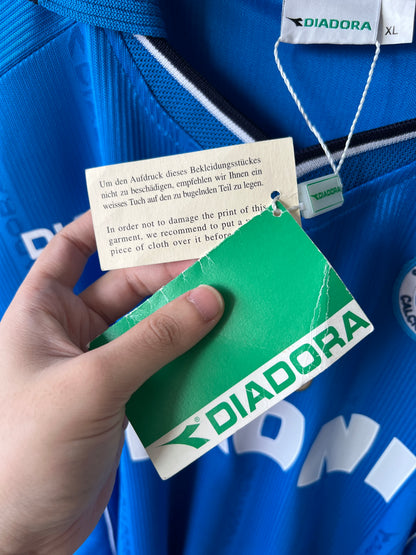 DIADORA
XL
DIADORA
Um den Aufdruck dieses Bekleidungsstückes
nicht zu beschädigen, empfehlen wir Ihnen ein
weisses Tuch auf den zu bugelnden Teil zu legen.
In order not to damage the print of this
garment, we recommend to put a
piece of cloth over it before
DIADORA